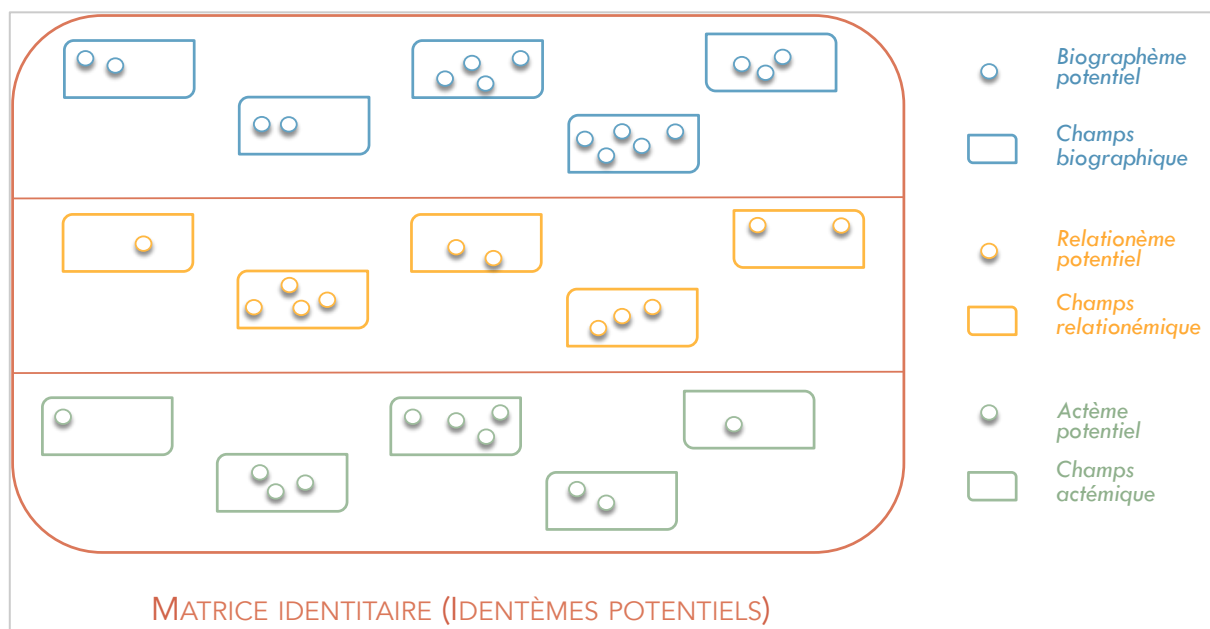 Biographème
potentiel
Champs
biographique
Relationème
potentiel
Champs
relationémique
Actème
potentiel
Champs
actémique
MATRICE IDENTITAIRE (IDENTÈMES POTENTIELS)